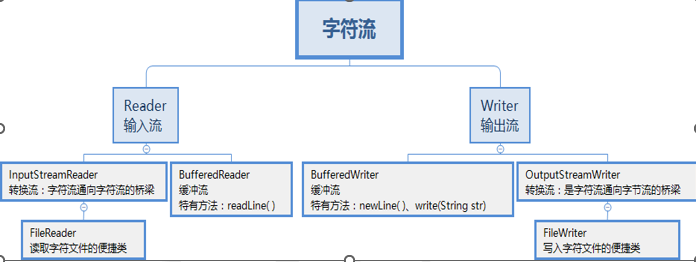 字符流
Reader
输入流
Writer
输出流
InputStreamReader
转换流：字符流通向字符流的桥梁
BufferedReader
缓冲流
特有方法：readLine( )
BufferedWriter
缓冲流
特有方法：newLine( )、write(String str)
OutputStreamWriter
转换流：是字符流通向字节流的桥梁
FileReader
读取字符文件的便捷类
FileWriter
写入字符文件的便捷类